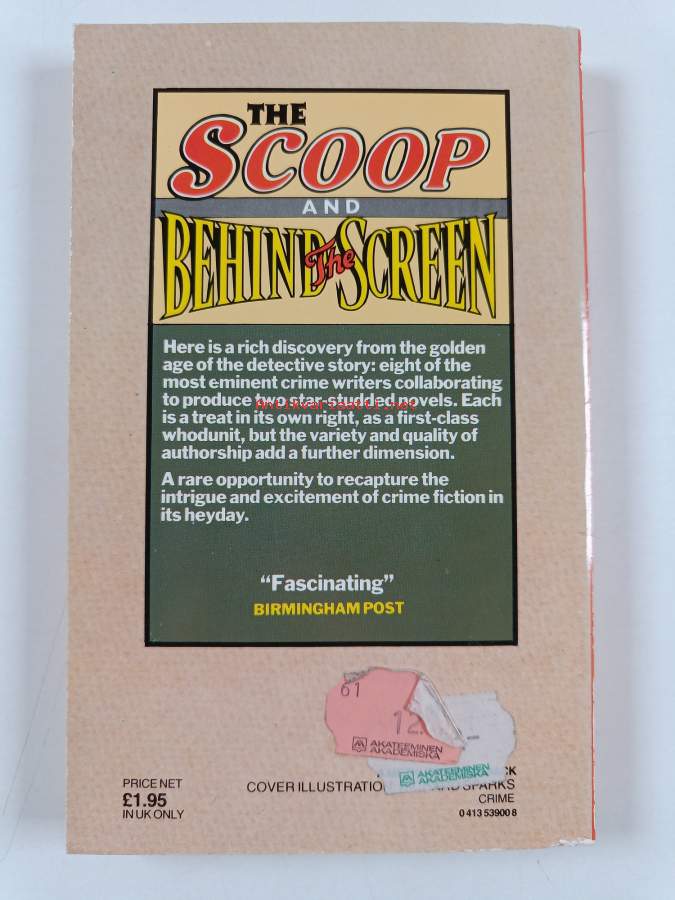 THE
SCOOP
AND
BEHIND The SCREEN
Here is a rich discovery from the golden
age of the detective story: eight of the
most eminent crime writers collaborating
to produce two star-studded novels. Each
Antikvariaatti.net
is a treat in its own right, as a first-class
whodunit, but the variety and quality of
authorship add a further dimension.
A rare opportunity to recapture the
intrigue and excitement of crime fiction in
its heyday.
“Fascinating”
BIRMINGHAM POST
61
12.
AKATEEMINEN
AKADEMISKA
AKATEEMINEN
AKADEMISKA
PRICE NET
£1.95
IN UK ONLY
COVER ILLUSTRATIO SPARKS
CRIME
0 413 53900 8